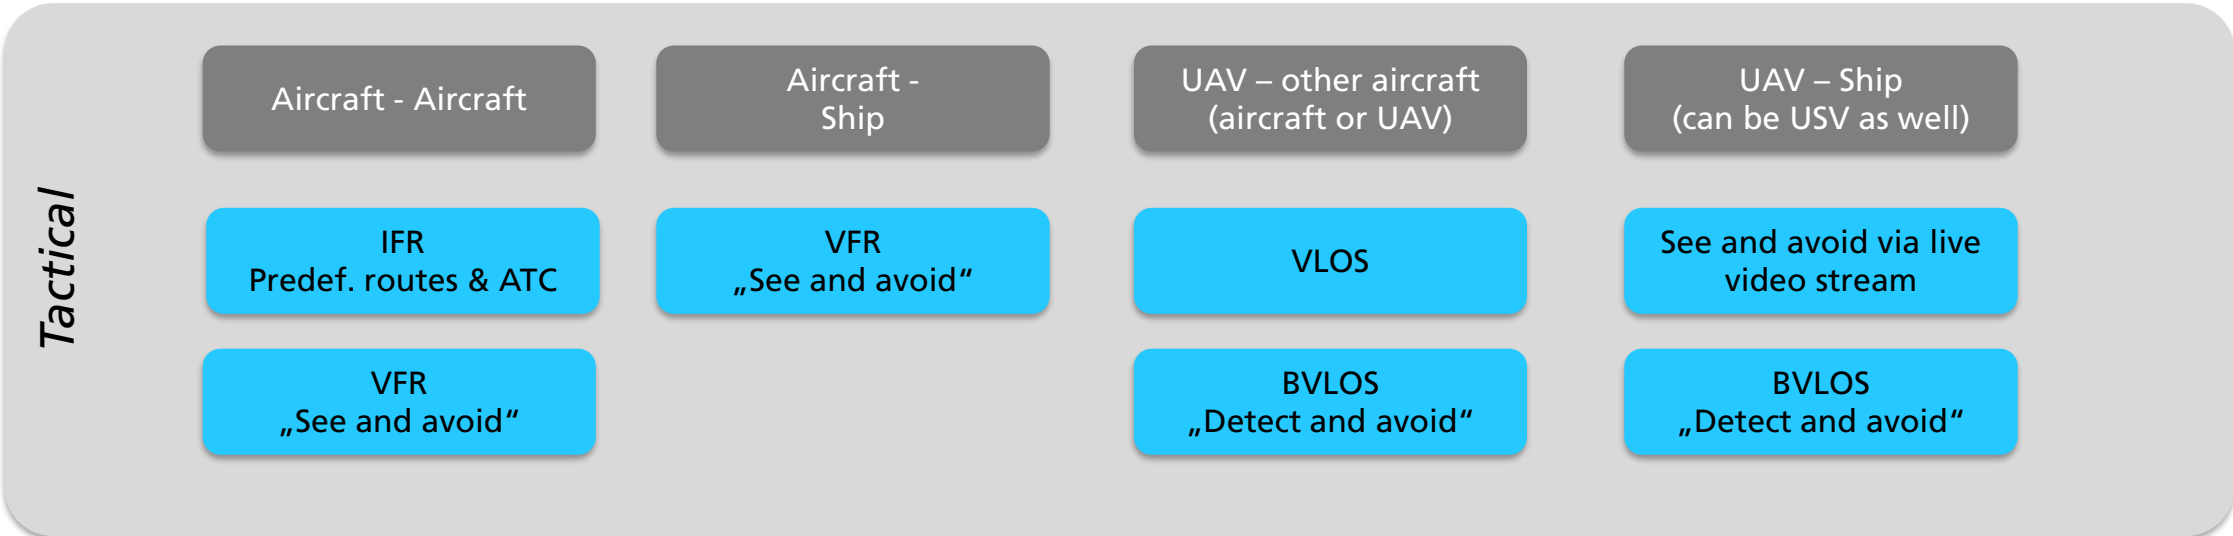 Tactical
Aircraft - Aircraft
Aircraft -
Ship
UAV – other aircraft
(aircraft or UAV)
UAV – Ship
(can be USV as well)
IFR
Predef. routes & ATC
VFR
„See and avoid“
VLOS
See and avoid via live
video stream
VFR
„See and avoid“
BVLOS
„Detect and avoid“
BVLOS
„Detect and avoid“